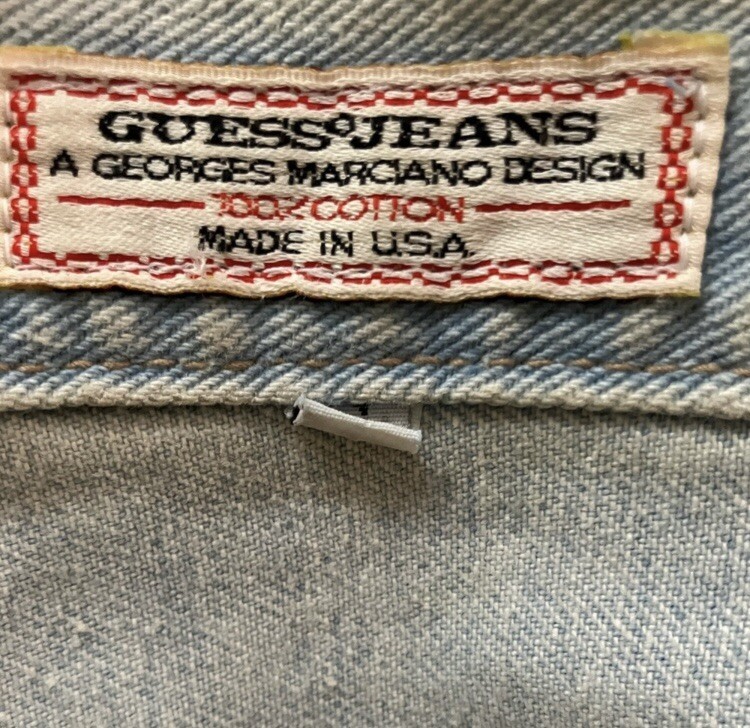 GUESS?JEANS
A GEORGES MARCIANO DESIGN
100% COTTON
MADE IN U.S.A.